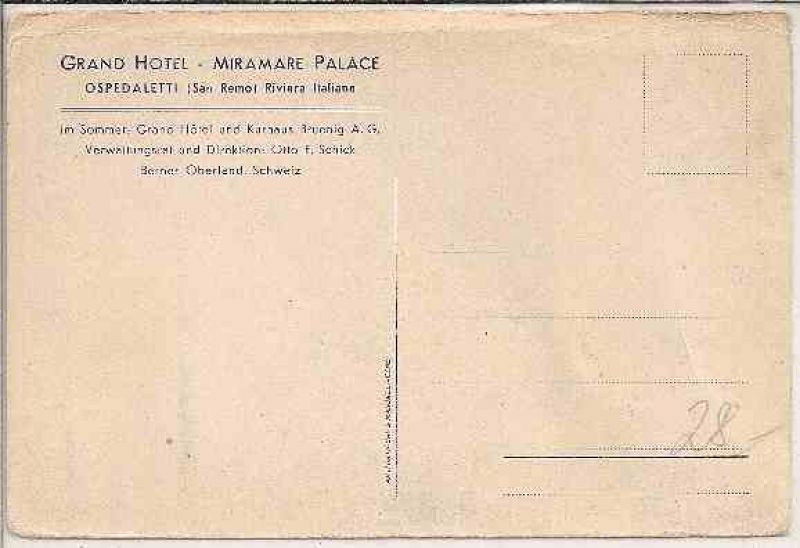 GRAND HOTEL - MIRAMARE PALACE
OSPEDALETTI (San Remo) Riviera Italiana
Im Sommer: Grand Hôtel und Kurhaus Bruenig A. G.
Verwaltungsrat und Direktion: Otto F. Schick
Berner Oberland, Schweiz
28-